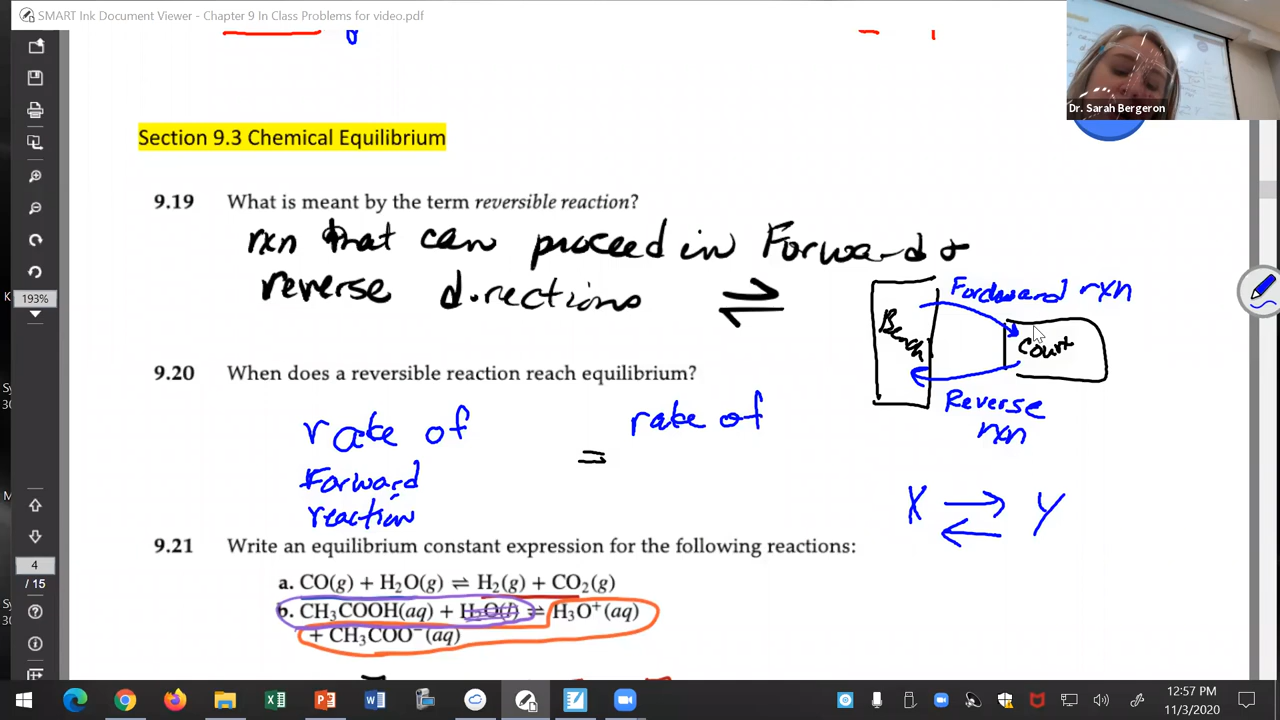 SMART Ink Document Viewer - Chapter 9 In Class Problems for video.pdf
Dr. Sarah Bergeron
Section 9.3 Chemical Equilibrium
9.19 What is meant by the term reversible reaction?
rxn that can proceed in Forward &
reverse directions ⇌
Forward rxn
Bench
Court
Reverse
rxn
193%
9.20 When does a reversible reaction reach equilibrium?
rate of = rate of
Forward
reaction
X ⇄ Y
9.21 Write an equilibrium constant expression for the following reactions:
a. CO(g) + H₂O(g) ⇌ H₂(g) + CO₂(g)
b. CH₃COOH(aq) + H₂O(l) ⇌ H₃O⁺(aq)
+ CH₃COO⁻(aq)
4
/ 15
12:57 PM
11/3/2020